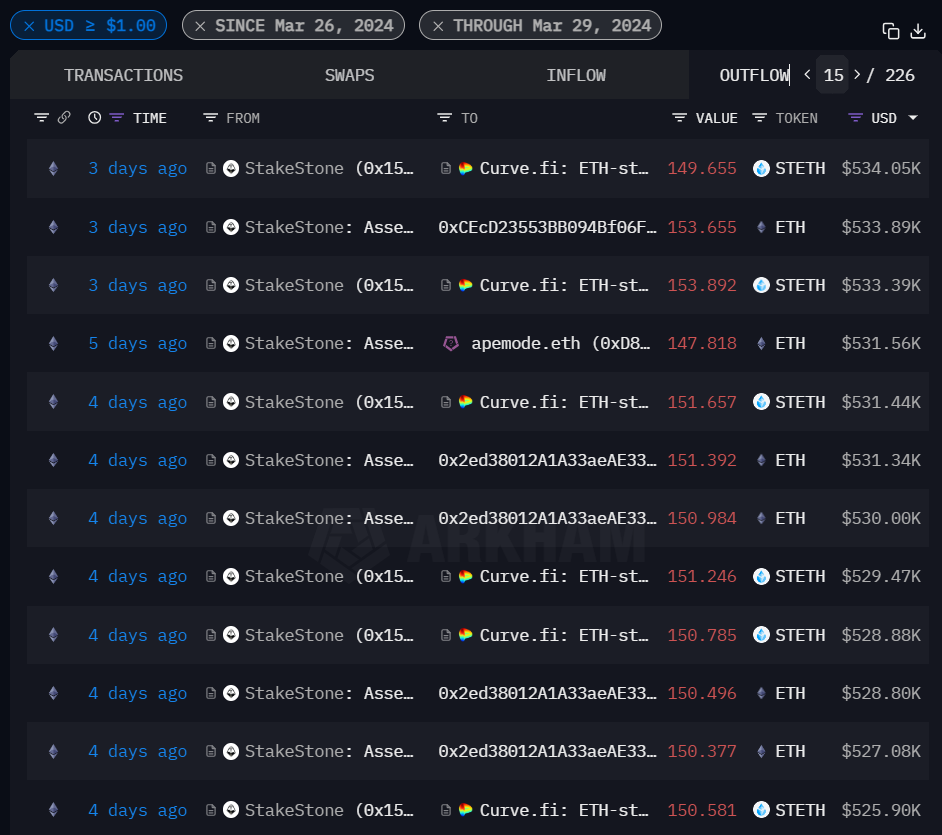 USD ≥ $1.00 SINCE Mar 26, 2024 THROUGH Mar 29, 2024
TRANSACTIONS SWAPS INFLOW OUTFLOW < 15 > / 226
TIME FROM TO VALUE TOKEN USD
3 days ago StakeStone (0x15… Curve.fi: ETH-st… 149.655 STETH $534.05K
3 days ago StakeStone: Asse… 0xCEcD23553BB094Bf06F… 153.655 ETH $533.89K
3 days ago StakeStone (0x15… Curve.fi: ETH-st… 153.892 STETH $533.39K
5 days ago StakeStone: Asse… apemode.eth (0xD8… 147.818 ETH $531.56K
4 days ago StakeStone (0x15… Curve.fi: ETH-st… 151.657 STETH $531.44K
4 days ago StakeStone: Asse… 0x2ed38012A1A33aeAE33… 151.392 ETH $531.34K
4 days ago StakeStone: Asse… 0x2ed38012A1A33aeAE33… 150.984 ETH $530.00K
ARKHAM
4 days ago StakeStone (0x15… Curve.fi: ETH-st… 151.246 STETH $529.47K
4 days ago StakeStone (0x15… Curve.fi: ETH-st… 150.785 STETH $528.88K
4 days ago StakeStone: Asse… 0x2ed38012A1A33aeAE33… 150.496 ETH $528.80K
4 days ago StakeStone: Asse… 0x2ed38012A1A33aeAE33… 150.377 ETH $527.08K
4 days ago StakeStone (0x15… Curve.fi: ETH-st… 150.581 STETH $525.90K